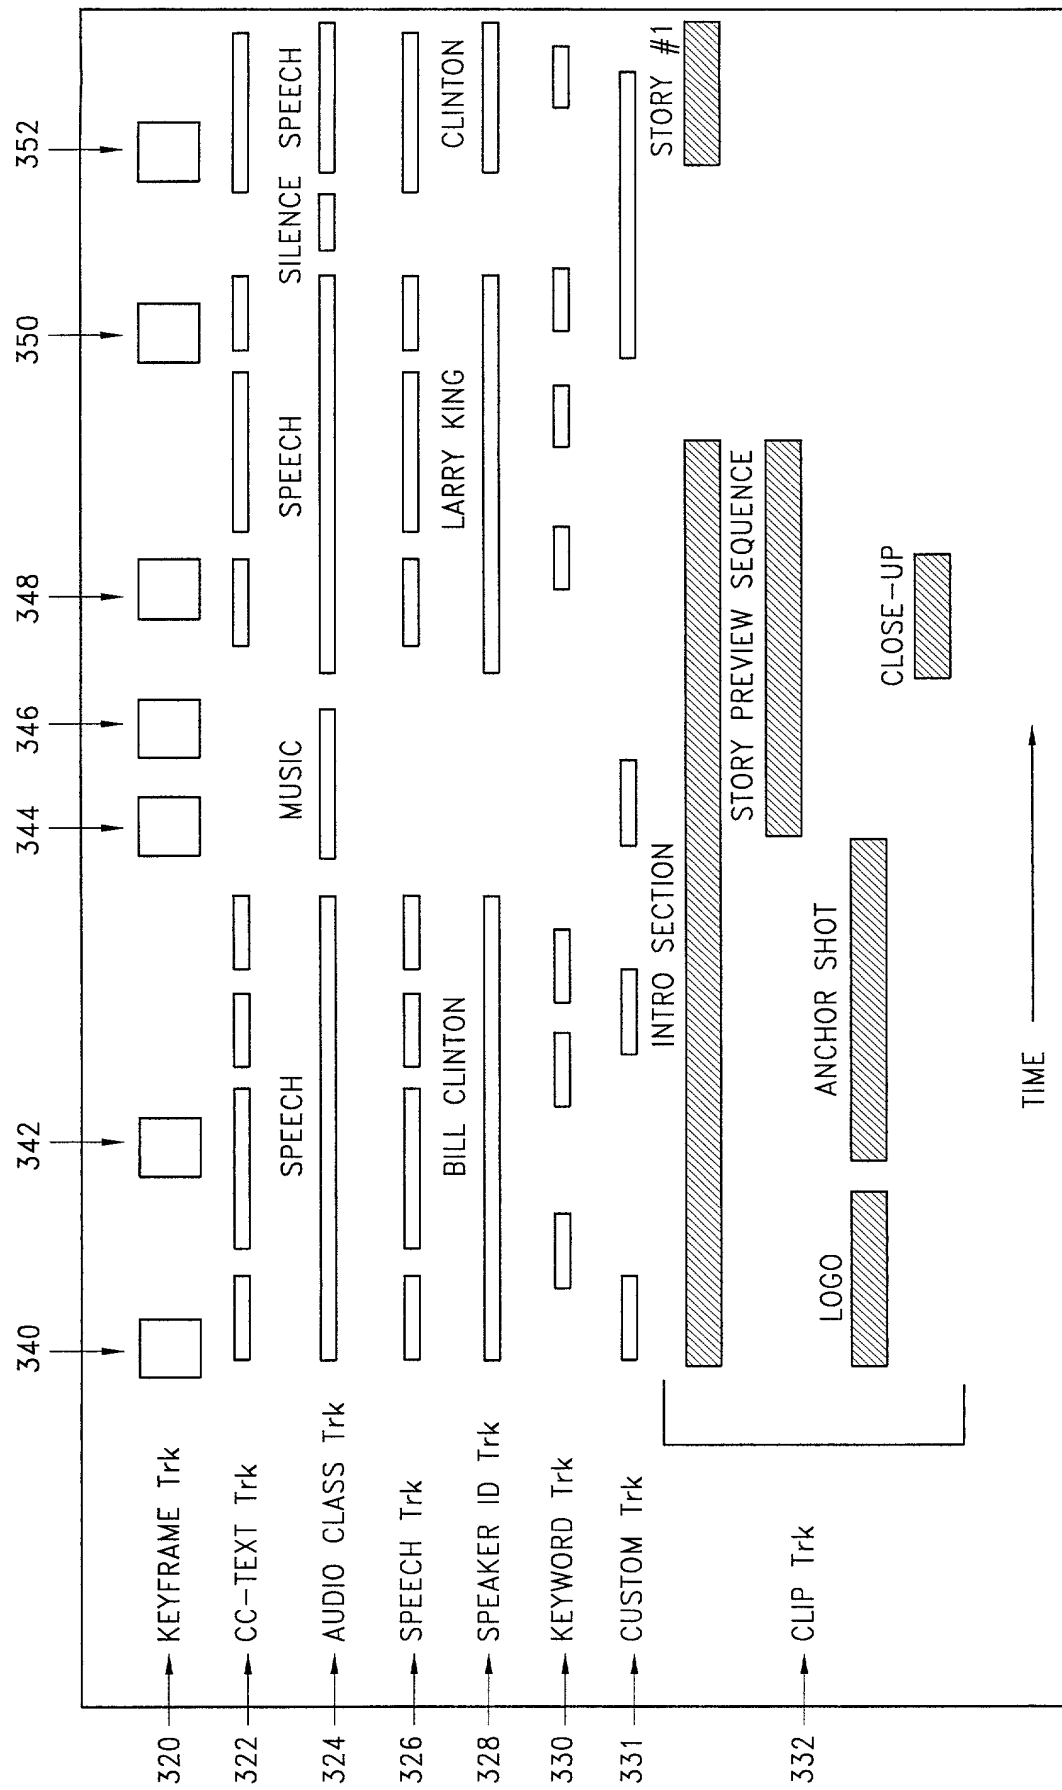 340
342
344
346
348
350
352
320
KEYFRAME Trk
322
CC-TEXT Trk
SPEECH
MUSIC
SPEECH
SILENCE
SPEECH
324
AUDIO CLASS Trk
326
SPEECH Trk
BILL CLINTON
LARRY KING
CLINTON
328
SPEAKER ID Trk
330
KEYWORD Trk
331
CUSTOM Trk
INTRO SECTION
STORY #1
STORY PREVIEW SEQUENCE
332
CLIP Trk
LOGO
ANCHOR SHOT
CLOSE-UP
TIME